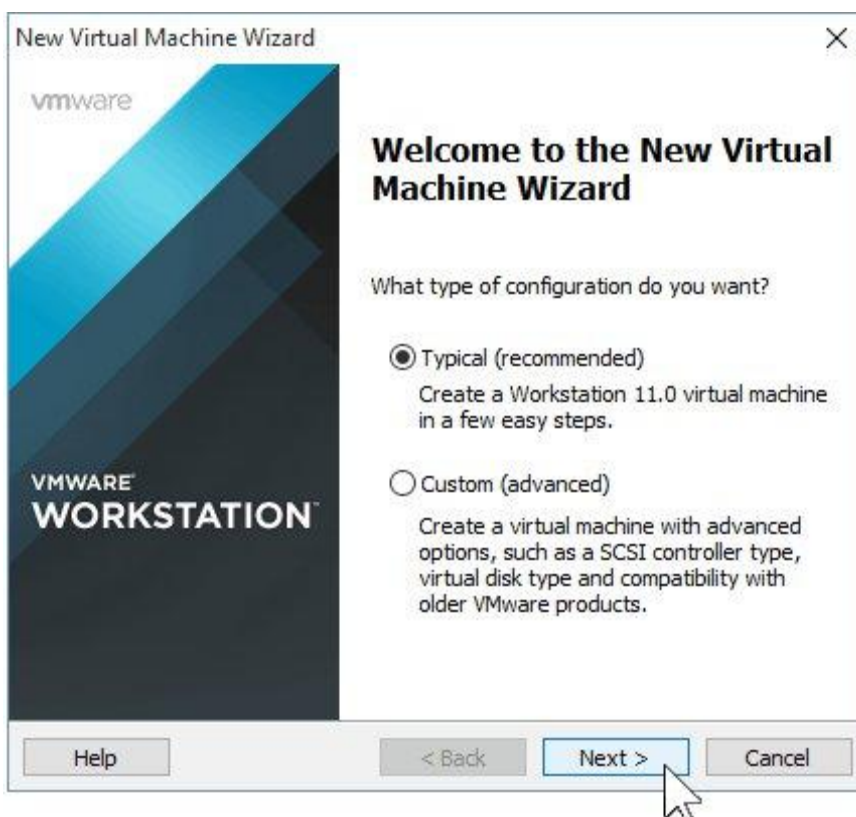 New Virtual Machine Wizard
vmware
Welcome to the New Virtual
Machine Wizard
What type of configuration do you want?
Typical (recommended)
Create a Workstation 11.0 virtual machine
in a few easy steps.
Custom (advanced)
Create a virtual machine with advanced
options, such as a SCSI controller type,
virtual disk type and compatibility with
older VMware products.
VMWARE®
WORKSTATION™
Help
< Back
Next >
Cancel